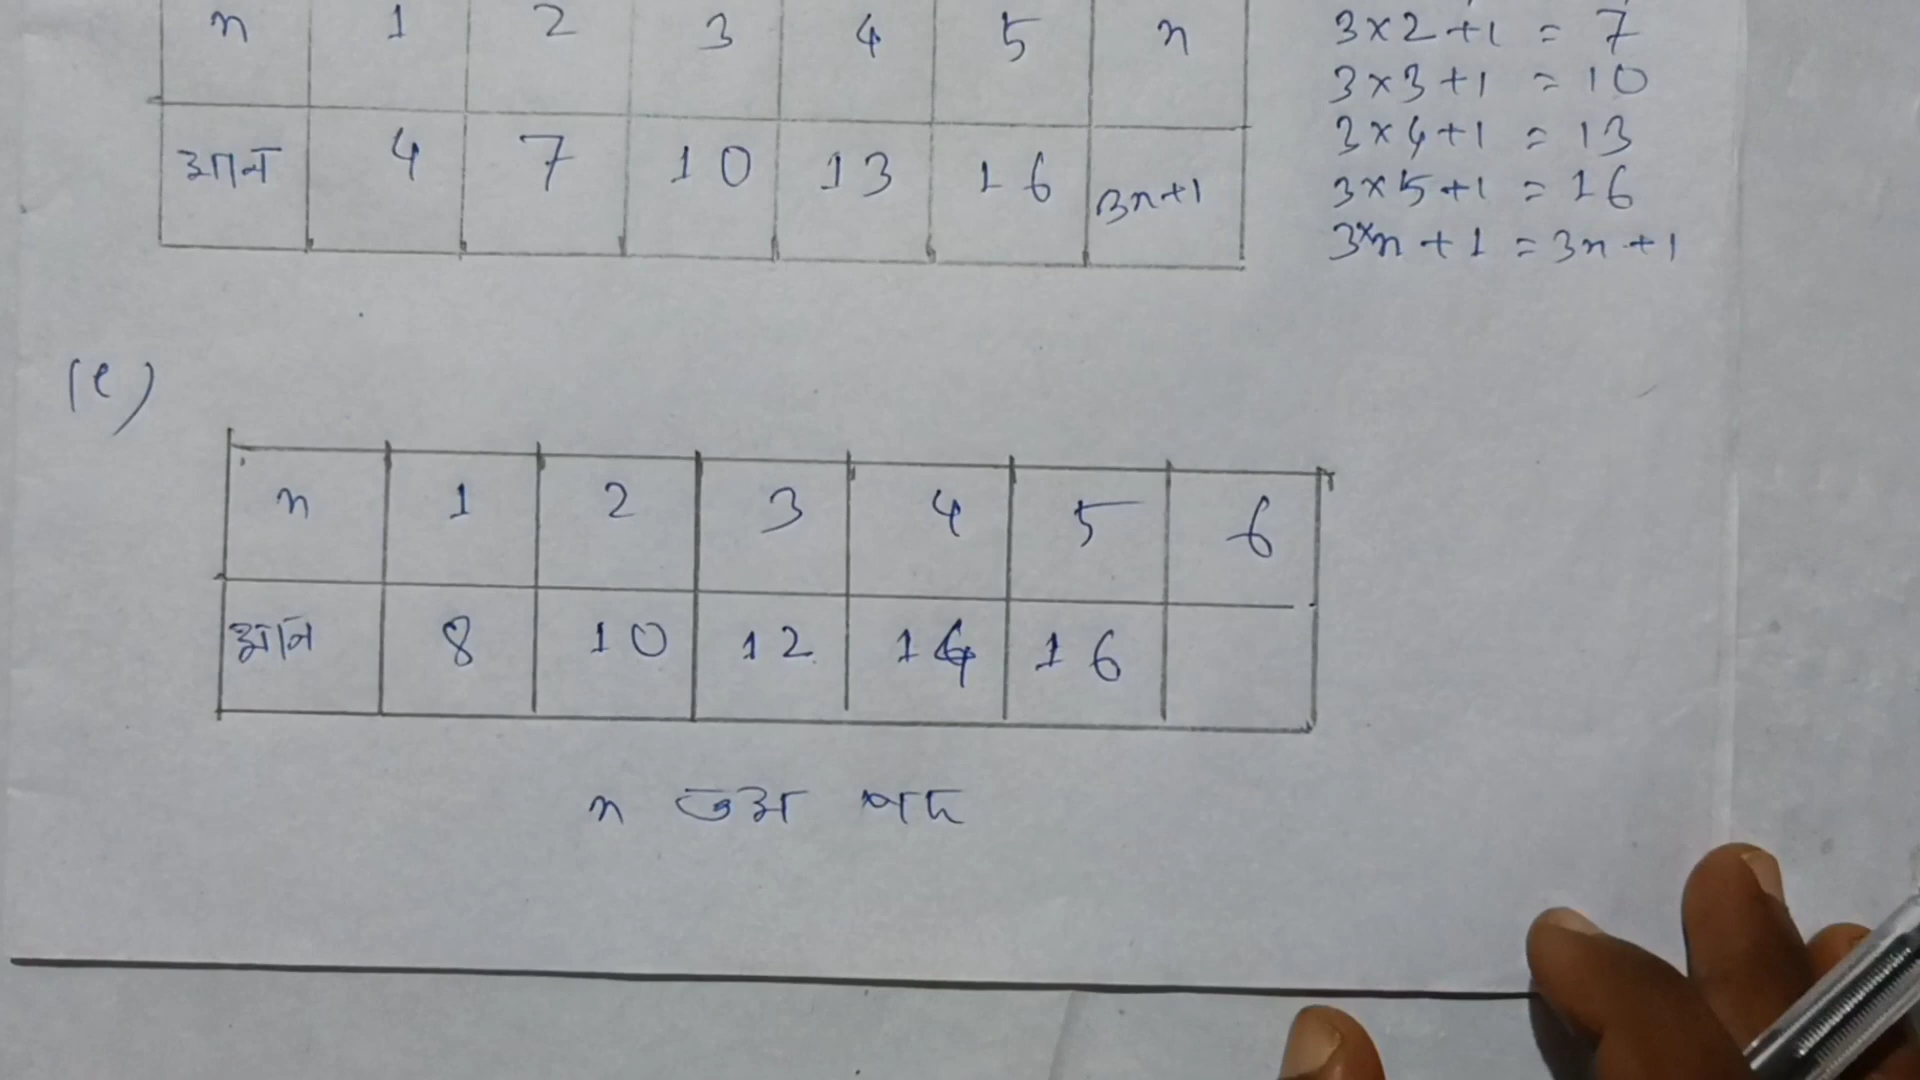 n 1 2 3 4 5 n
মান 4 7 10 13 16 3n+1
3×2+1 = 7
3×3+1 = 10
3×4+1 = 13
3×5+1 = 16
3×n+1 = 3n+1
(e)
n 1 2 3 4 5 6
মান 8 10 12 14 16
n তম পদ